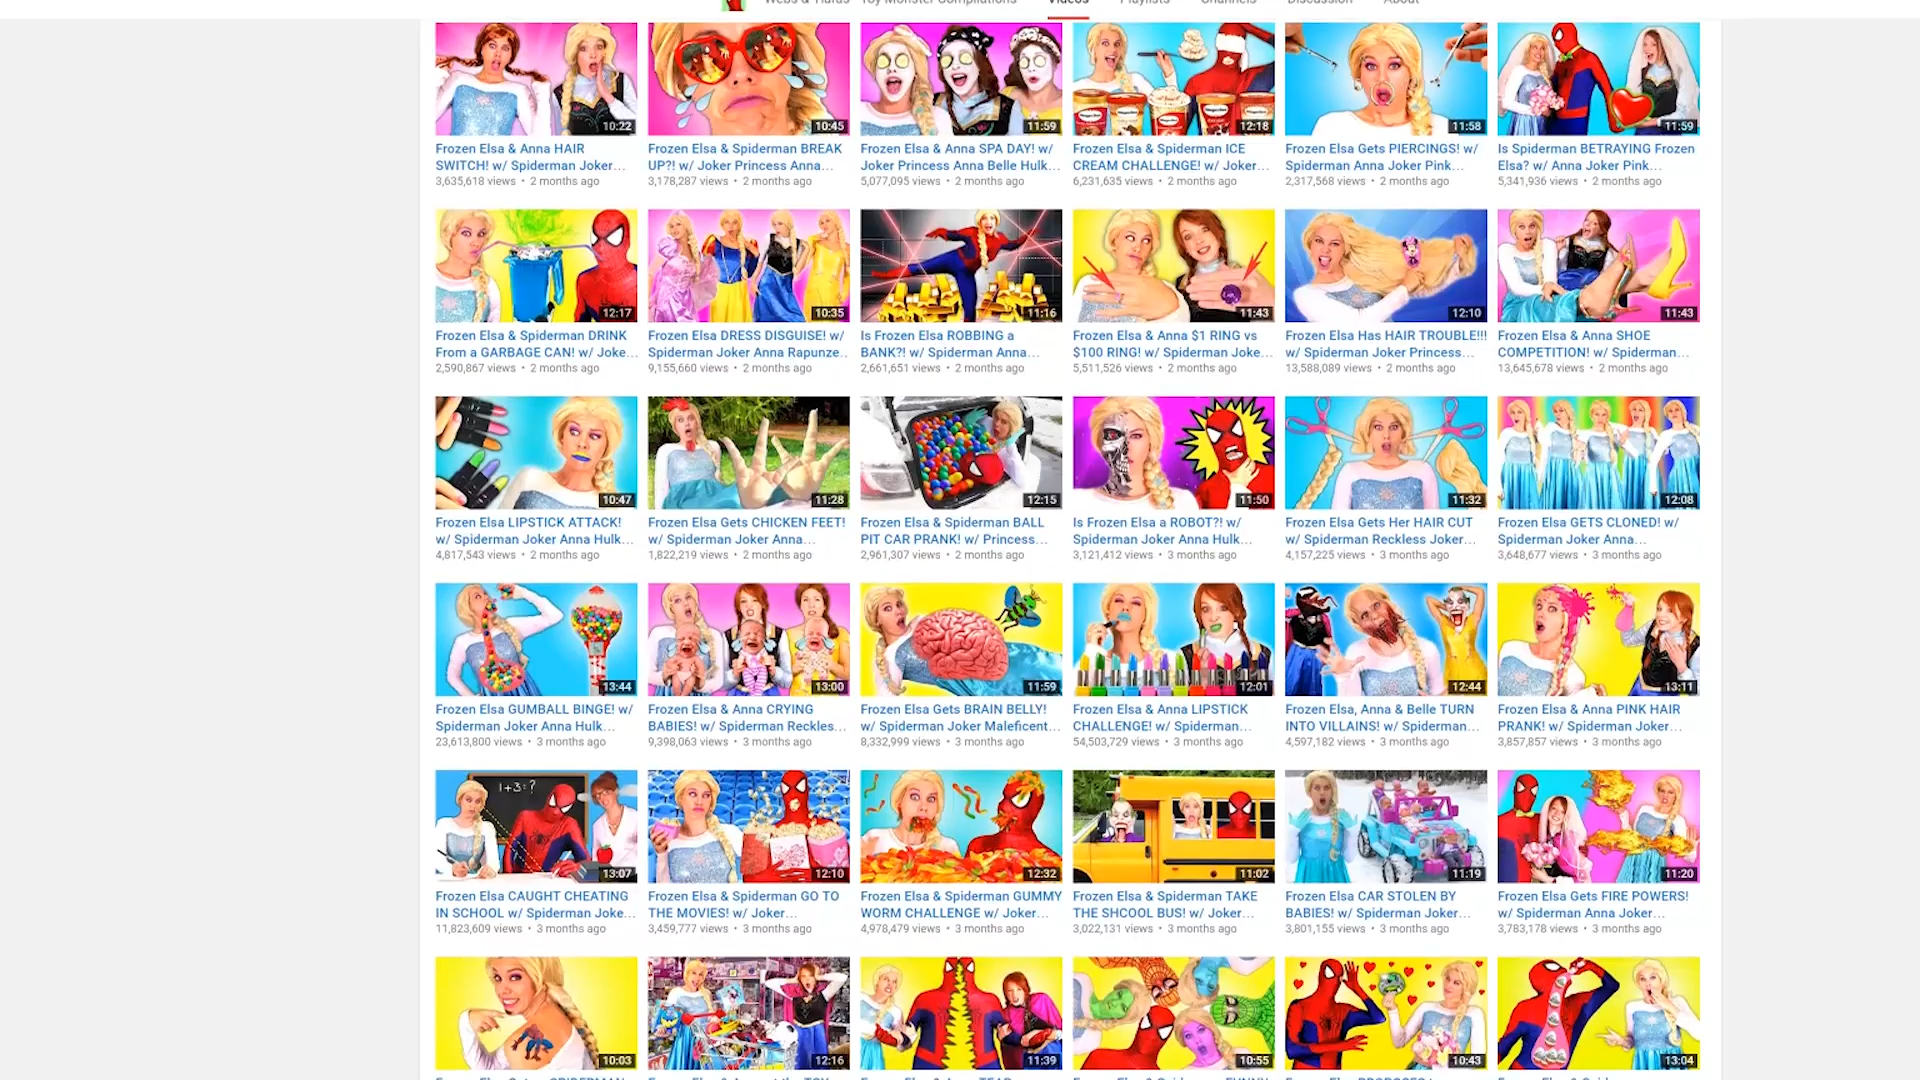 Webs & Tiaras Toy Monster Compilations Videos Playlists Channels Discussion About
10:22
10:45
11:59
12:18
11:58
11:59
Frozen Elsa & Anna HAIR
SWITCH! w/ Spiderman Joker...
3,635,618 views • 2 months ago
Frozen Elsa & Spiderman BREAK
UP?! w/ Joker Princess Anna...
3,178,287 views • 2 months ago
Frozen Elsa & Anna SPA DAY! w/
Joker Princess Anna Belle Hulk...
5,077,095 views • 2 months ago
Frozen Elsa & Spiderman ICE
CREAM CHALLENGE! w/ Joker...
6,231,635 views • 2 months ago
Frozen Elsa Gets PIERCINGS! w/
Spiderman Anna Joker Pink...
2,317,568 views • 2 months ago
Is Spiderman BETRAYING Frozen
Elsa? w/ Anna Joker Pink...
5,341,936 views • 2 months ago
12:17
10:35
11:16
11:43
12:10
11:43
Frozen Elsa & Spiderman DRINK
From a GARBAGE CAN! w/ Joke...
2,590,867 views • 2 months ago
Frozen Elsa DRESS DISGUISE! w/
Spiderman Joker Anna Rapunze...
9,155,660 views • 2 months ago
Is Frozen Elsa ROBBING a
BANK?! w/ Spiderman Anna...
2,661,651 views • 2 months ago
Frozen Elsa & Anna $1 RING vs
$100 RING! w/ Spiderman Joke...
5,511,526 views • 2 months ago
Frozen Elsa Has HAIR TROUBLE!!!
w/ Spiderman Joker Princess...
13,588,089 views • 2 months ago
Frozen Elsa & Anna SHOE
COMPETITION! w/ Spiderman...
13,645,678 views • 2 months ago
10:47
11:28
12:15
11:50
11:32
12:08
Frozen Elsa LIPSTICK ATTACK!
w/ Spiderman Joker Anna Hulk...
4,817,543 views • 2 months ago
Frozen Elsa Gets CHICKEN FEET!
w/ Spiderman Joker Anna...
1,822,219 views • 2 months ago
Frozen Elsa & Spiderman BALL
PIT CAR PRANK! w/ Princess...
2,961,307 views • 2 months ago
Is Frozen Elsa a ROBOT?! w/
Spiderman Joker Anna Hulk...
3,121,412 views • 3 months ago
Frozen Elsa Gets Her HAIR CUT
w/ Spiderman Reckless Joker...
4,157,225 views • 3 months ago
Frozen Elsa GETS CLONED! w/
Spiderman Joker Anna...
3,648,677 views • 3 months ago
13:44
13:00
11:59
12:01
12:44
13:11
Frozen Elsa GUMBALL BINGE! w/
Spiderman Joker Anna Hulk...
23,613,800 views • 3 months ago
Frozen Elsa & Anna CRYING
BABIES! w/ Spiderman Reckles...
9,398,063 views • 3 months ago
Frozen Elsa Gets BRAIN BELLY!
w/ Spiderman Joker Maleficent...
8,332,999 views • 3 months ago
Frozen Elsa & Anna LIPSTICK
CHALLENGE! w/ Spiderman...
54,503,729 views • 3 months ago
Frozen Elsa, Anna & Belle TURN
INTO VILLAINS! w/ Spiderman...
4,597,182 views • 3 months ago
Frozen Elsa & Anna PINK HAIR
PRANK! w/ Spiderman Joker...
3,857,857 views • 3 months ago
1+3:?
13:07
12:10
12:32
11:02
11:19
11:20
Frozen Elsa CAUGHT CHEATING
IN SCHOOL w/ Spiderman Joke...
11,823,609 views • 3 months ago
Frozen Elsa & Spiderman GO TO
THE MOVIES! w/ Joker...
3,459,777 views • 3 months ago
Frozen Elsa & Spiderman GUMMY
WORM CHALLENGE w/ Joker...
4,978,479 views • 3 months ago
Frozen Elsa & Spiderman TAKE
THE SHCOOL BUS! w/ Joker...
3,022,131 views • 3 months ago
Frozen Elsa CAR STOLEN BY
BABIES! w/ Spiderman Joker...
3,801,155 views • 3 months ago
Frozen Elsa Gets FIRE POWERS!
w/ Spiderman Anna Joker...
3,783,178 views • 3 months ago
10:03
12:16
11:39
10:55
10:43
13:04